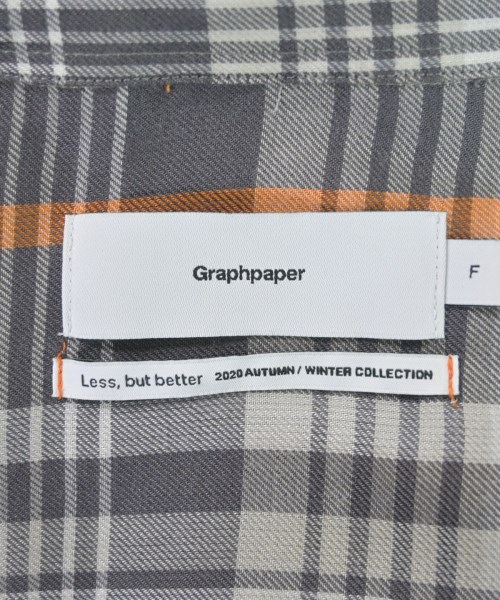 Graphpaper
F
Less, but better 2020 AUTUMN / WINTER COLLECTION